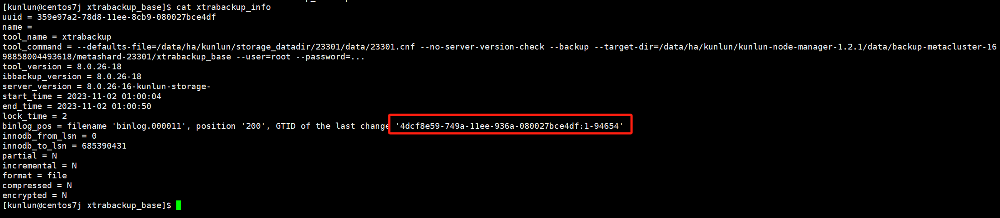 [kunlun@centos7j xtrabackup_base]$ cat xtrabackup_info
uuid = 359e97a2-78d8-11ee-8cb9-080027bce4df
name =
tool_name = xtrabackup
tool_command = --defaults-file=/data/ha/kunlun/storage_datadir/23301/data/23301.cnf --no-server-version-check --backup --target-dir=/data/ha/kunlun/kunlun-node-manager-1.2.1/data/backup-metacluster-16
98858004493618/metashard-23301/xtrabackup_base --user=root --password=...
tool_version = 8.0.26-18
ibbackup_version = 8.0.26-18
server_version = 8.0.26-16-kunlun-storage-
start_time = 2023-11-02 01:00:04
end_time = 2023-11-02 01:00:50
lock_time = 2
binlog_pos = filename 'binlog.000011', position '200', GTID of the last change '4dcf8e59-749a-11ee-936a-080027bce4df:1-94654'
innodb_from_lsn = 0
innodb_to_lsn = 685390431
partial = N
incremental = N
format = file
compressed = N
encrypted = N
[kunlun@centos7j xtrabackup_base]$